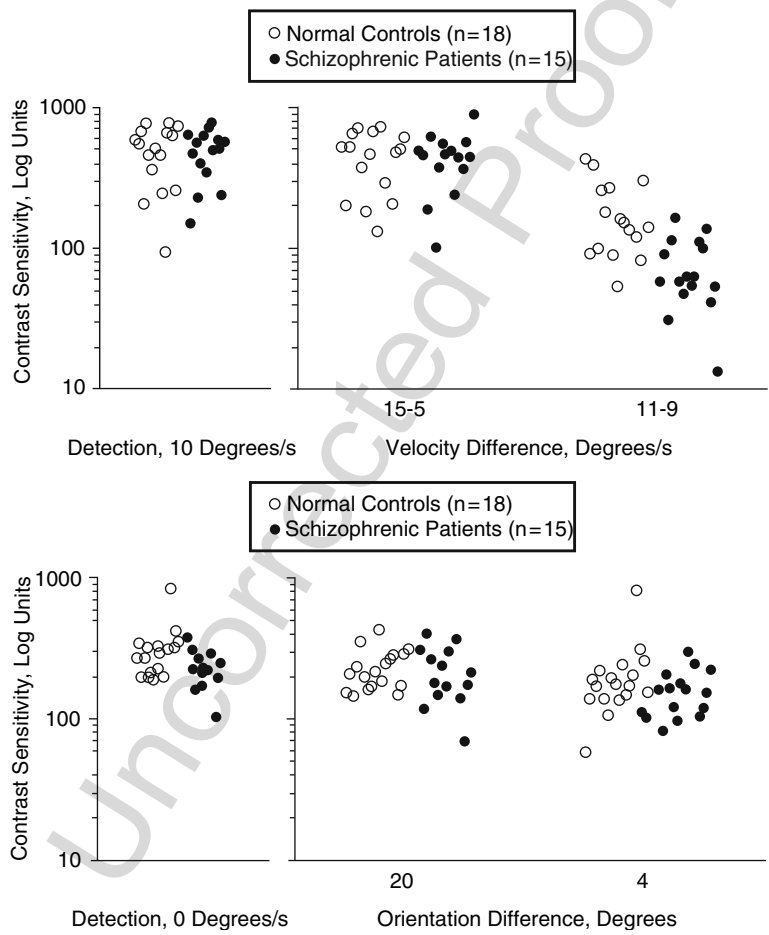 Normal Controls (n=18)
Schizophrenic Patients (n=15)
1000
100
10
Contrast Sensitivity, Log Units
15-5
11-9
Detection, 10 Degrees/s
Velocity Difference, Degrees/s
Normal Controls (n=18)
Schizophrenic Patients (n=15)
1000
100
10
Contrast Sensitivity, Log Units
20
4
Detection, 0 Degrees/s
Orientation Difference, Degrees
Uncorrected Proof